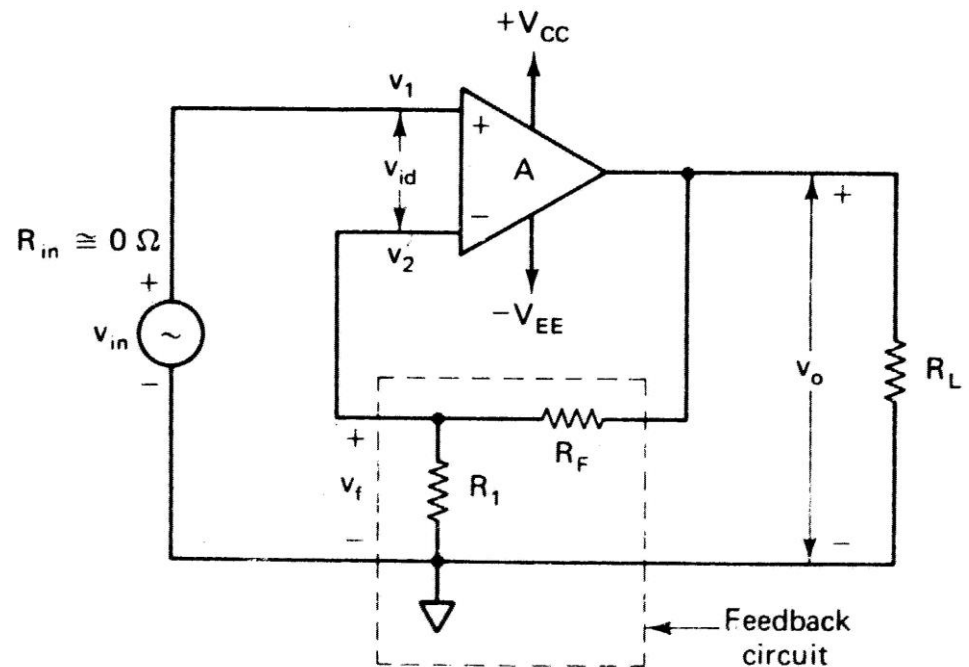 +V_CC
v_1
+
A
v_id
−
v_2
−V_EE
R_in ≅ 0 Ω
+
v_in
~
−
+
v_o
−
R_L
R_F
+
v_f
−
R_1
Feedback
circuit